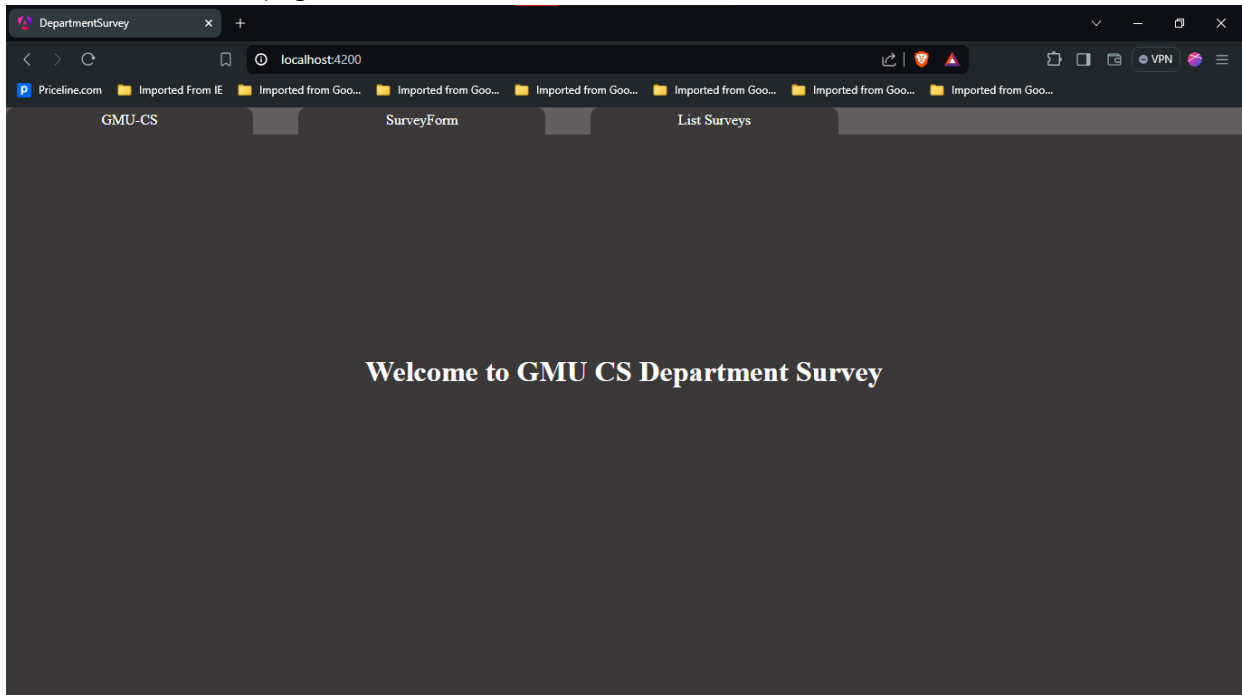 DepartmentSurvey
localhost:4200
VPN
Priceline.com Imported From IE Imported from Goo... Imported from Goo... Imported from Goo... Imported from Goo... Imported from Goo... Imported from Goo...
GMU-CS SurveyForm List Surveys
Welcome to GMU CS Department Survey